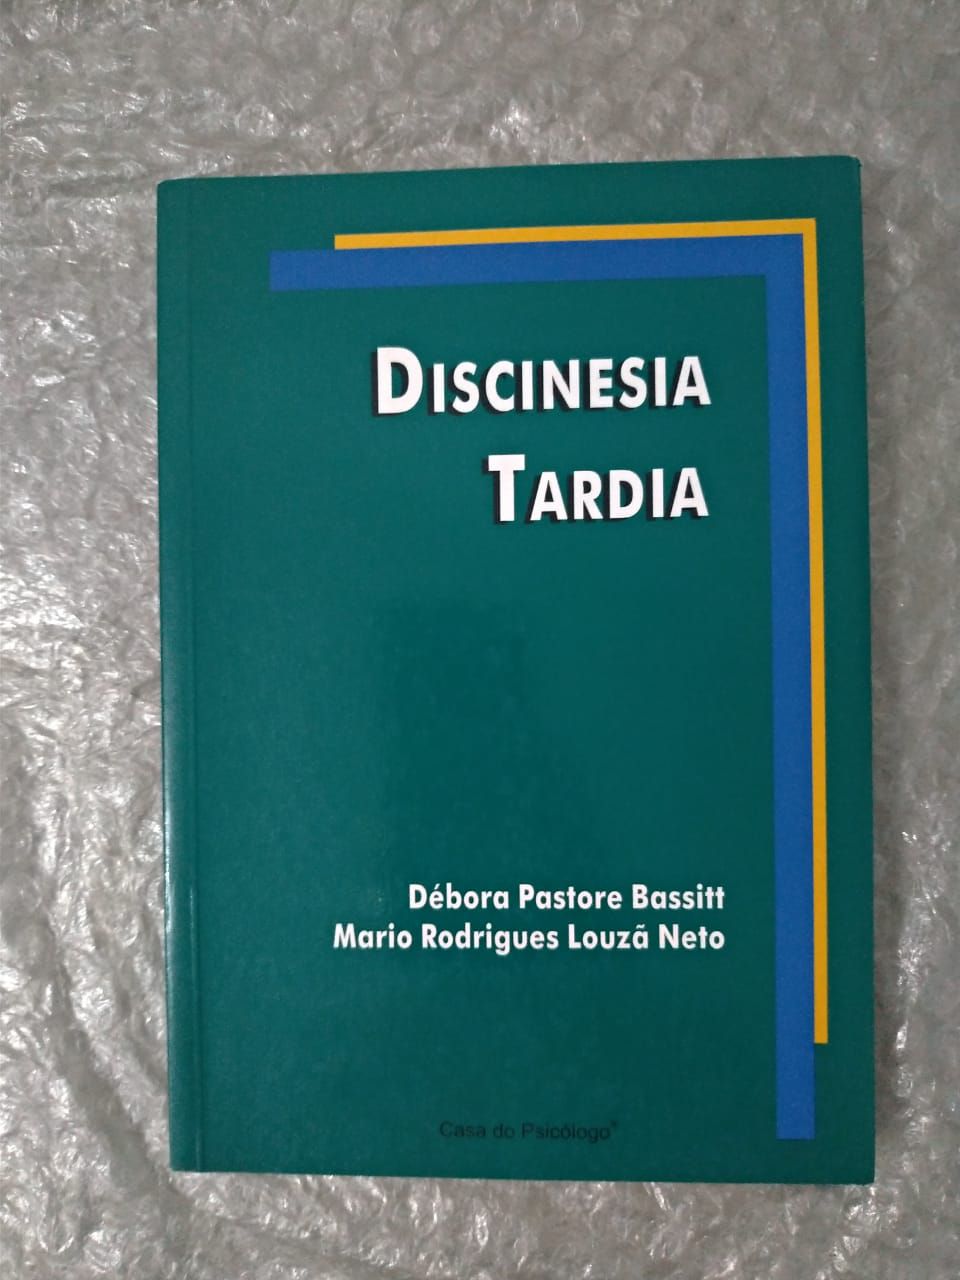 DISCINESIA
TARDIA
Débora Pastore Bassitt
Mario Rodrigues Louzã Neto
Casa do Psicólogo®